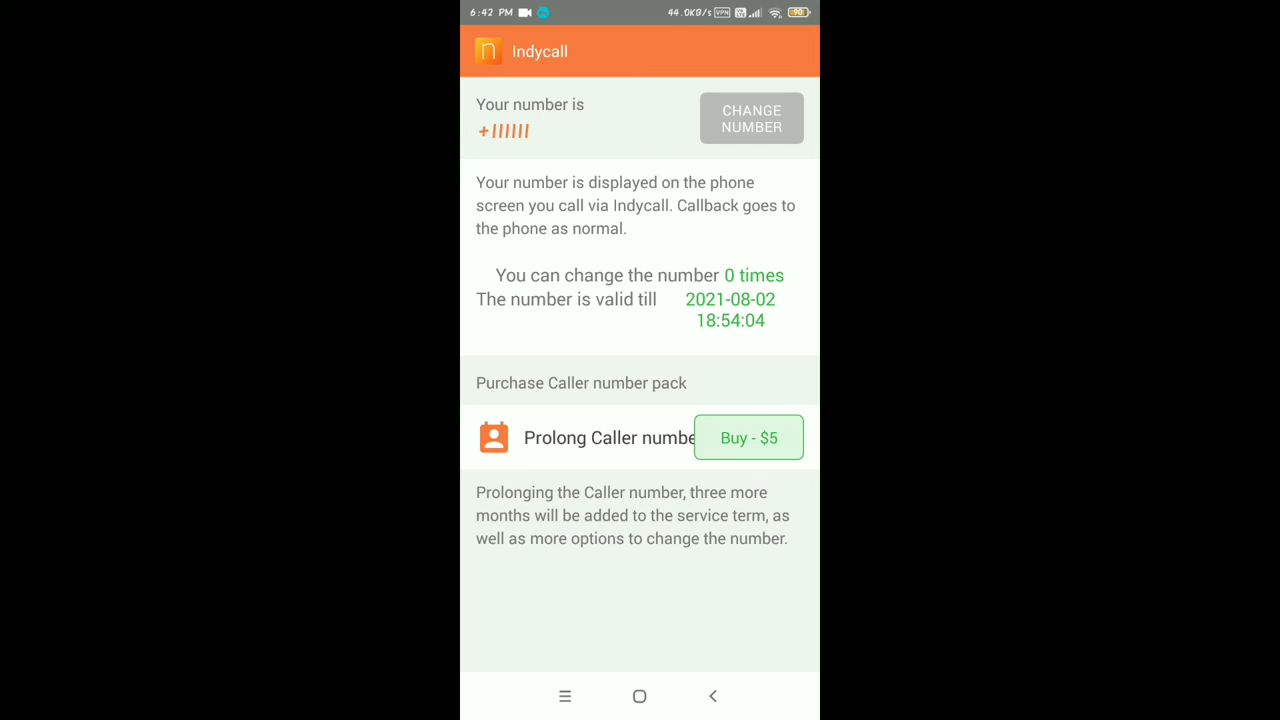 6:42 PM
44.0KB/s VPN 90
n Indycall
Your number is
+llllll
CHANGE
NUMBER
Your number is displayed on the phone
screen you call via Indycall. Callback goes to
the phone as normal.
You can change the number 0 times
The number is valid till 2021-08-02
18:54:04
Purchase Caller number pack
Prolong Caller numbe
Buy - $5
Prolonging the Caller number, three more
months will be added to the service term, as
well as more options to change the number.